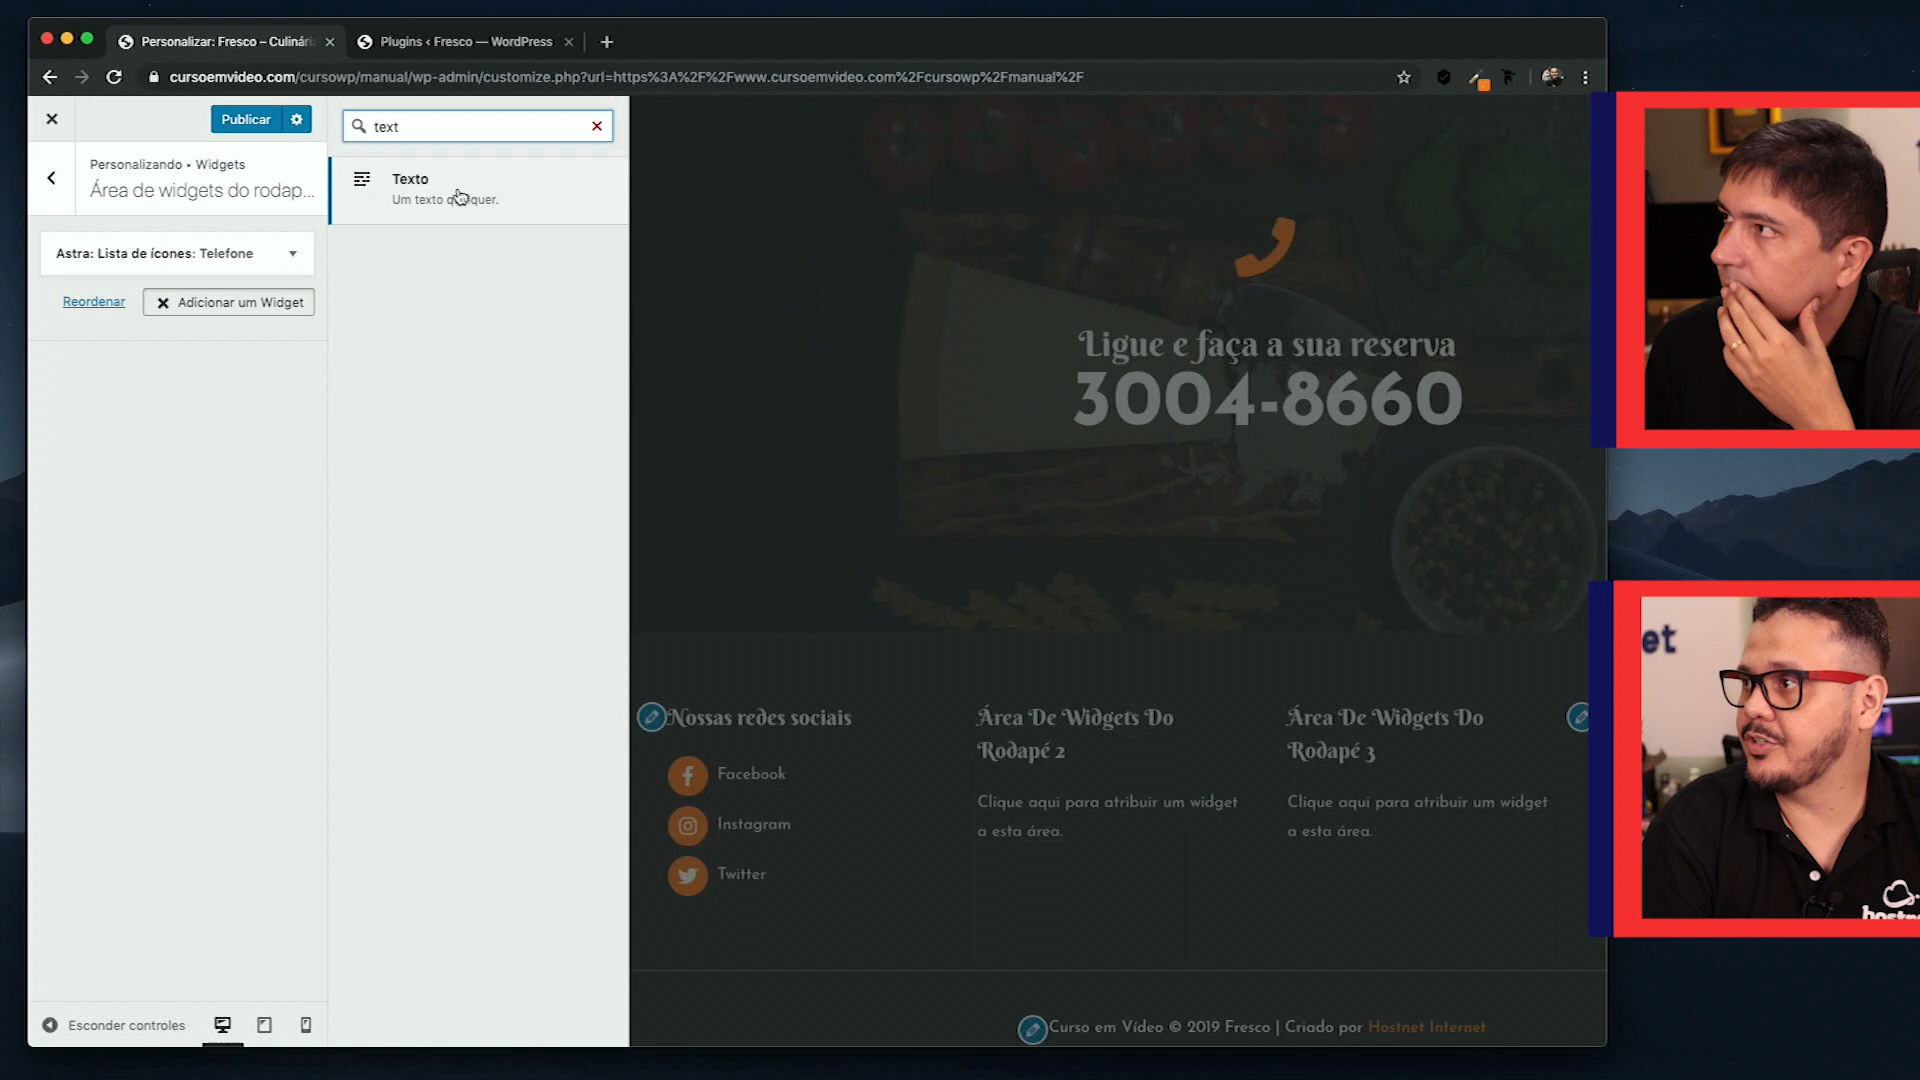 Personalizar: Fresco – Culinári
Plugins ‹ Fresco — WordPress
cursoemvideo.com/cursowp/manual/wp-admin/customize.php?url=https%3A%2F%2Fwww.cursoemvideo.com%2Fcursowp%2Fmanual%2F
Publicar
text
Personalizando ▸ Widgets
Área de widgets do rodap...
Texto
Um texto qualquer.
Astra: Lista de ícones: Telefone
Reordenar
Adicionar um Widget
Ligue e faça a sua reserva
3004-8660
Nossas redes sociais
Facebook
Instagram
Twitter
Área De Widgets Do
Rodapé 2
Clique aqui para atribuir um widget
a esta área.
Área De Widgets Do
Rodapé 3
Clique aqui para atribuir um widget
a esta área.
Curso em Vídeo © 2019 Fresco | Criado por Hostnet Internet
Esconder controles
et